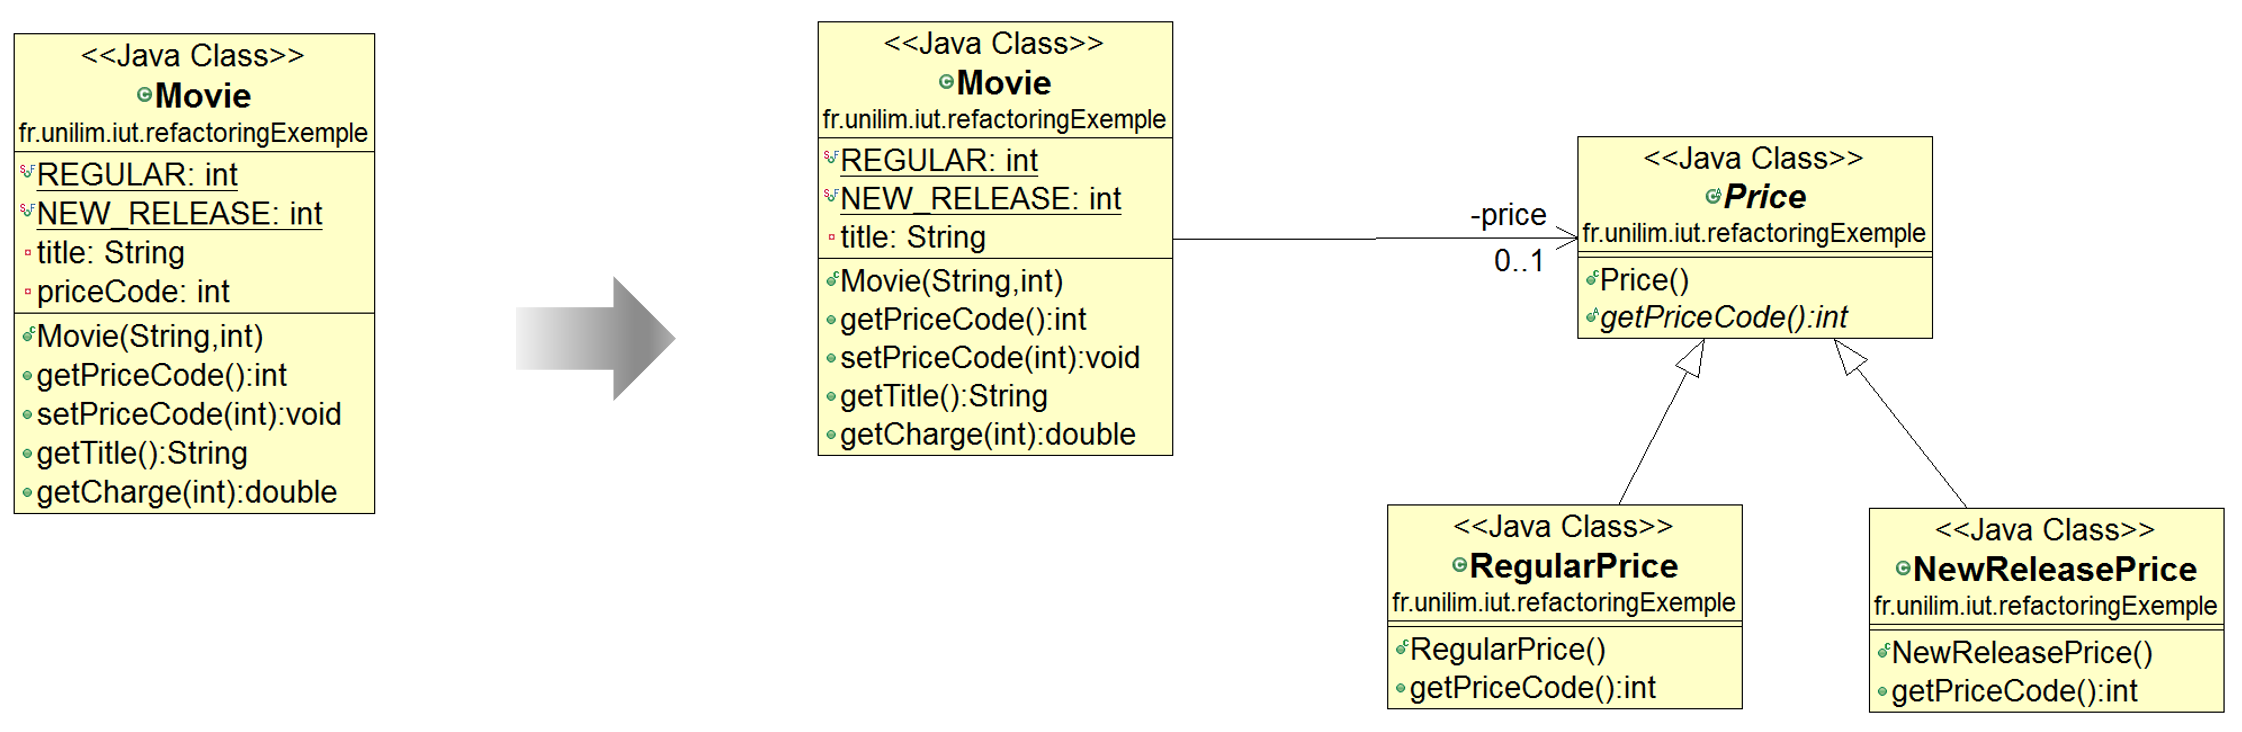 <<Java Class>>
Movie
fr.unilim.iut.refactoringExemple
REGULAR: int
NEW_RELEASE: int
title: String
priceCode: int
Movie(String,int)
getPriceCode():int
setPriceCode(int):void
getTitle():String
getCharge(int):double
<<Java Class>>
Movie
fr.unilim.iut.refactoringExemple
REGULAR: int
NEW_RELEASE: int
title: String
Movie(String,int)
getPriceCode():int
setPriceCode(int):void
getTitle():String
getCharge(int):double
-price
0..1
<<Java Class>>
Price
fr.unilim.iut.refactoringExemple
Price()
getPriceCode():int
<<Java Class>>
RegularPrice
fr.unilim.iut.refactoringExemple
RegularPrice()
getPriceCode():int
<<Java Class>>
NewReleasePrice
fr.unilim.iut.refactoringExemple
NewReleasePrice()
getPriceCode():int